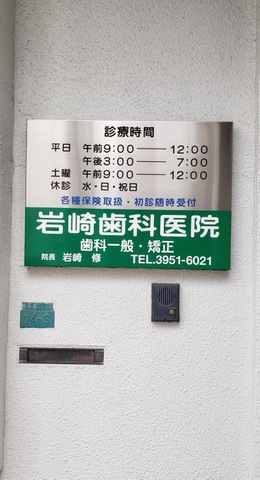 診療時間
平日 午前9:00 ―― 12:00
午後3:00 ―― 7:00
土曜 午前9:00 ―― 12:00
休診 水・日・祝日
各種保険取扱・初診随時受付
岩崎歯科医院
歯科一般・矯正
院長 岩崎 修 TEL.3951-6021